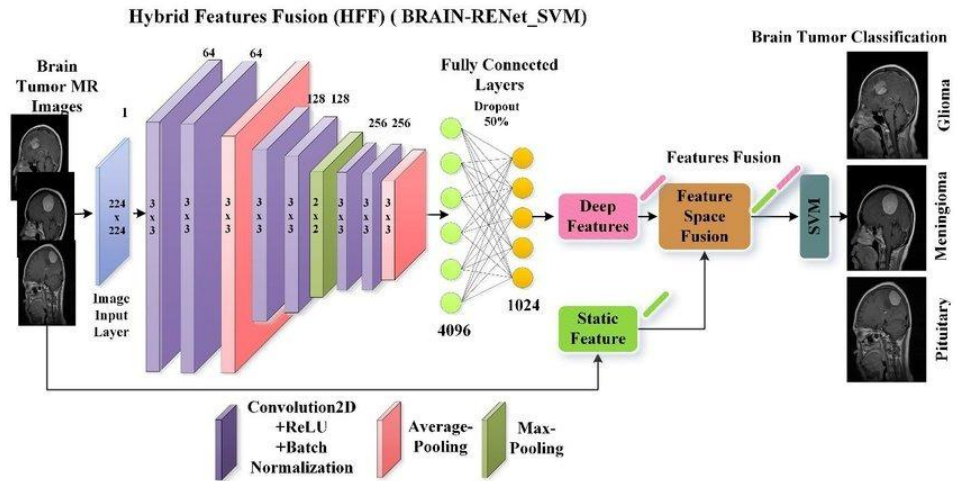 Hybrid Features Fusion (HFF) ( BRAIN-RENet_SVM)
Brain Tumor Classification
Brain
Tumor MR
Images
1
64
64
128
128
256
256
Fully Connected
Layers
Dropout
50%
224
x
224
3 x 3
3 x 3
3 x 3
3 x 3
3 x 3
2 x 2
3 x 3
3 x 3
3 x 3
Image
Input
Layer
4096
1024
Deep
Features
Features Fusion
Feature
Space
Fusion
Static
Feature
SVM
Glioma
Meningioma
Pituitary
Convolution2D
+ReLU
+Batch
Normalization
Average-
Pooling
Max-
Pooling